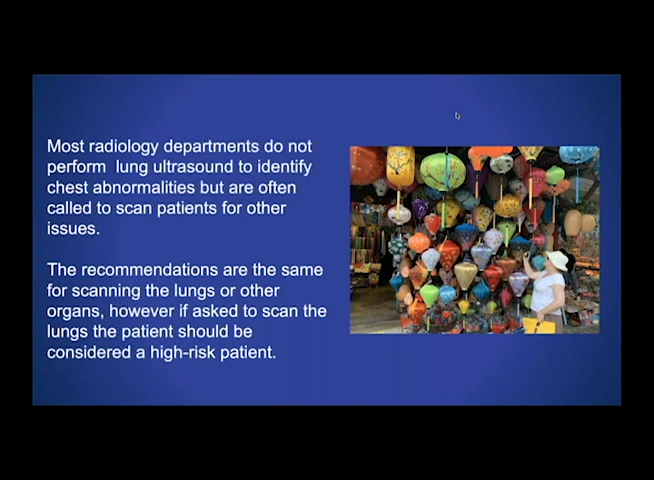 Most radiology departments do not
perform  lung ultrasound to identify
chest abnormalities but are often
called to scan patients for other
issues.
The recommendations are the same
for scanning the lungs or other
organs, however if asked to scan the
lungs the patient should be
considered a high-risk patient.